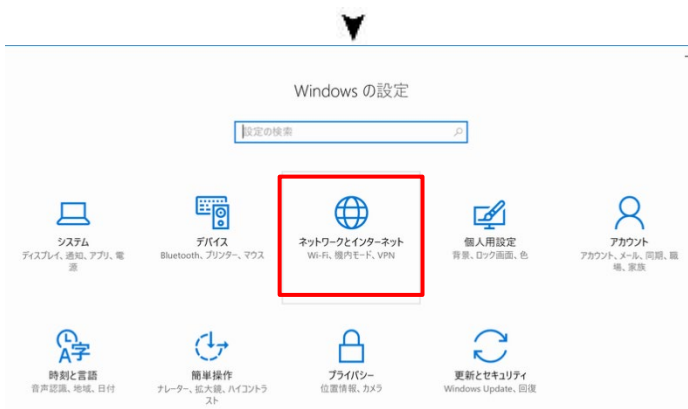 Windows の設定
設定の検索
システム
ディスプレイ、通知、アプリ、電
源
デバイス
Bluetooth、プリンター、マウス
ネットワークとインターネット
Wi-Fi、機内モード、VPN
個人用設定
背景、ロック画面、色
アカウント
アカウント、メール、同期、職
場、家族
A字
時刻と言語
音声認識、地域、日付
簡単操作
ナレーター、拡大鏡、ハイコントラ
スト
プライバシー
位置情報、カメラ
更新とセキュリティ
Windows Update、回復